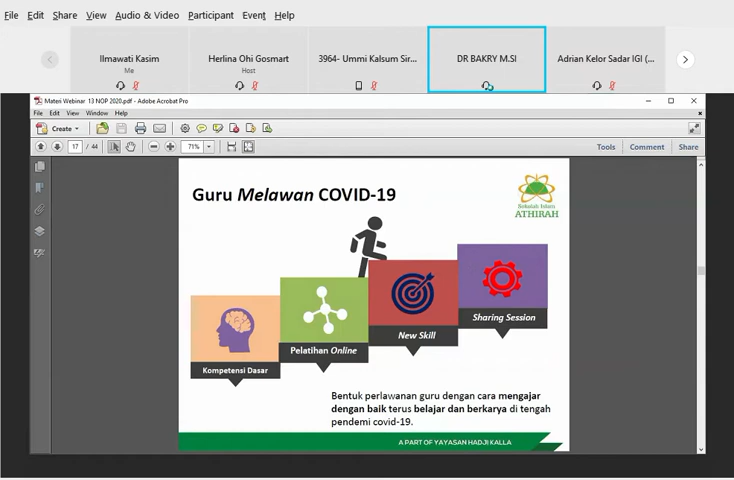 File Edit Share View Audio & Video Participant Event Help
Ilmawati Kasim
Me
Herlina Ohi Gosmart
Host
3964- Ummi Kalsum Sir...
DR BAKRY M.SI
Adrian Kelor Sadar IGI (...
Materi Webinar 13 NOP 2020.pdf - Adobe Acrobat Pro
File Edit View Window Help
Create
17 / 44
71%
Tools Comment Share
Guru Melawan COVID-19
Sekolah Islam
ATHIRAH
Kompetensi Dasar
Pelatihan Online
New Skill
Sharing Session
Bentuk perlawanan guru dengan cara mengajar
dengan baik terus belajar dan berkarya di tengah
pendemi covid-19.
A PART OF YAYASAN HADJI KALLA